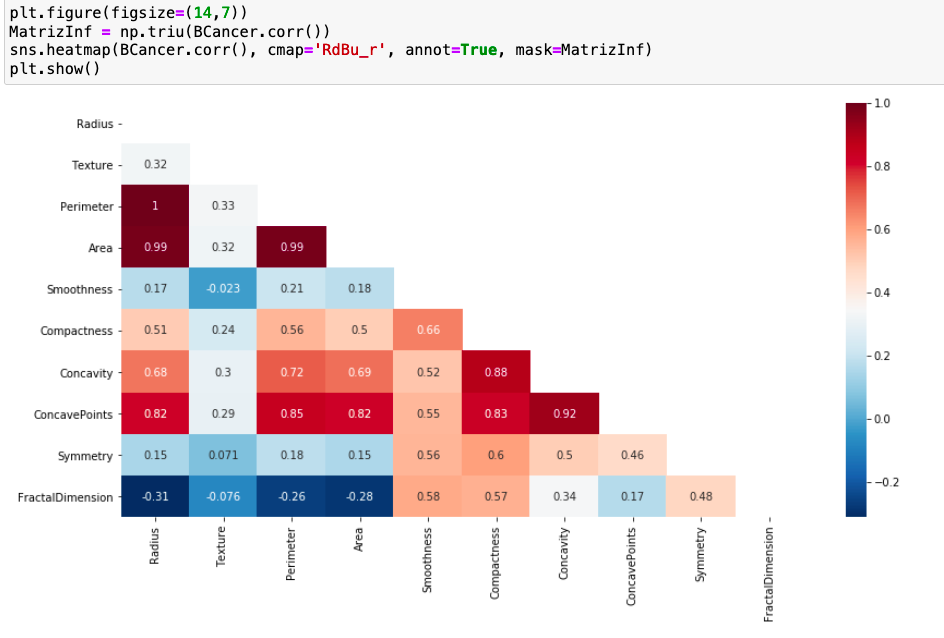 plt.figure(figsize=(14,7))
MatrizInf = np.triu(BCancer.corr())
sns.heatmap(BCancer.corr(), cmap='RdBu_r', annot=True, mask=MatrizInf)
plt.show()
Radius
Texture 0.32
Perimeter 1 0.33
Area 0.99 0.32 0.99
Smoothness 0.17 -0.023 0.21 0.18
Compactness 0.51 0.24 0.56 0.5 0.66
Concavity 0.68 0.3 0.72 0.69 0.52 0.88
ConcavePoints 0.82 0.29 0.85 0.82 0.55 0.83 0.92
Symmetry 0.15 0.071 0.18 0.15 0.56 0.6 0.5 0.46
FractalDimension -0.31 -0.076 -0.26 -0.28 0.58 0.57 0.34 0.17 0.48
Radius
Texture
Perimeter
Area
Smoothness
Compactness
Concavity
ConcavePoints
Symmetry
FractalDimension
1.0
0.8
0.6
0.4
0.2
0.0
−0.2